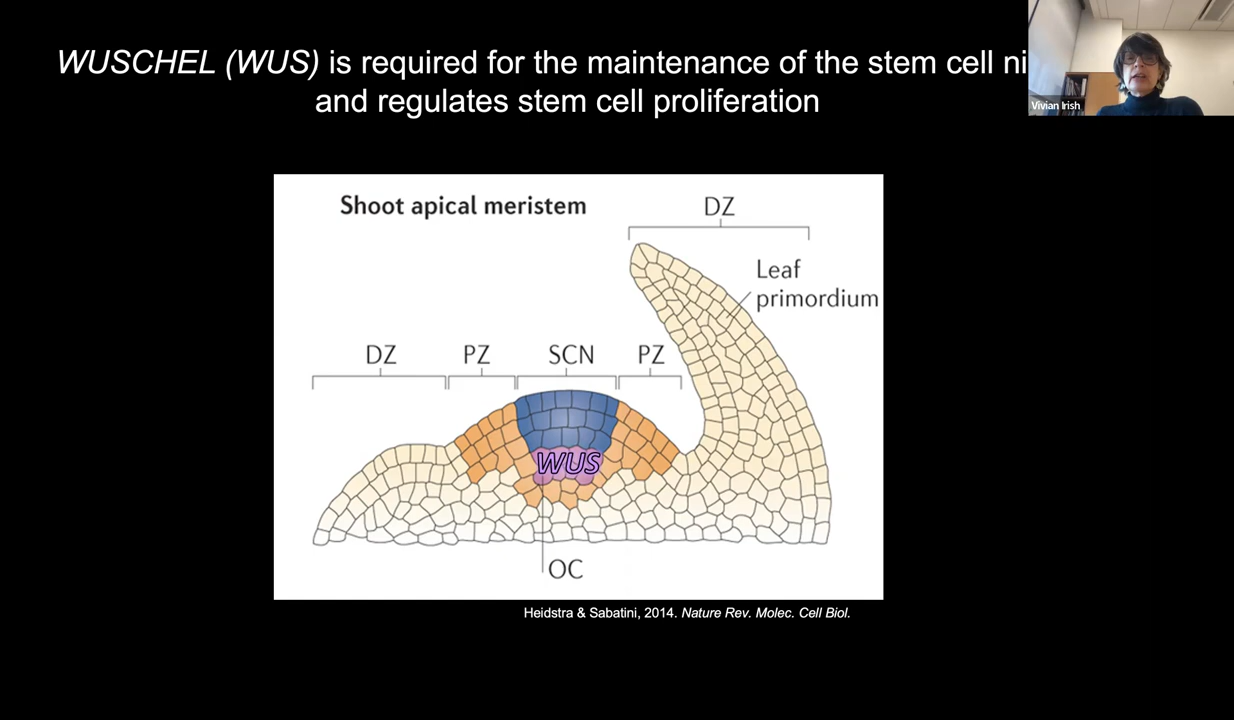 WUSCHEL (WUS) is required for the maintenance of the stem cell
and regulates stem cell proliferation
Vivian Irish
Shoot apical meristem
DZ
Leaf
primordium
DZ
PZ
SCN
PZ
WUS
OC
Heidstra & Sabatini, 2014. Nature Rev. Molec. Cell Biol.